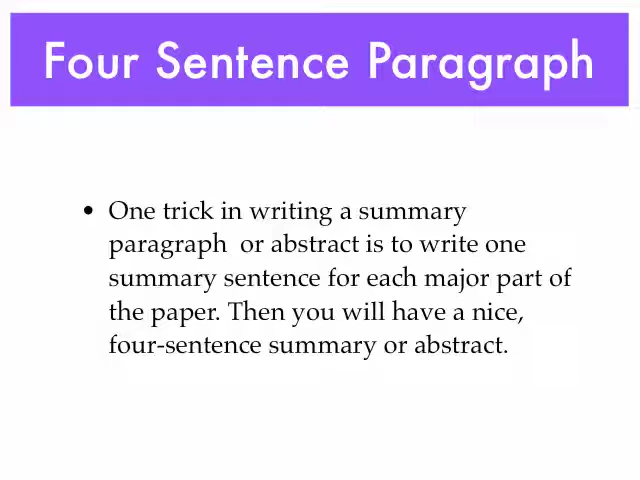 Four Sentence Paragraph
• One trick in writing a summary
paragraph  or abstract is to write one
summary sentence for each major part of
the paper. Then you will have a nice,
four-sentence summary or abstract.